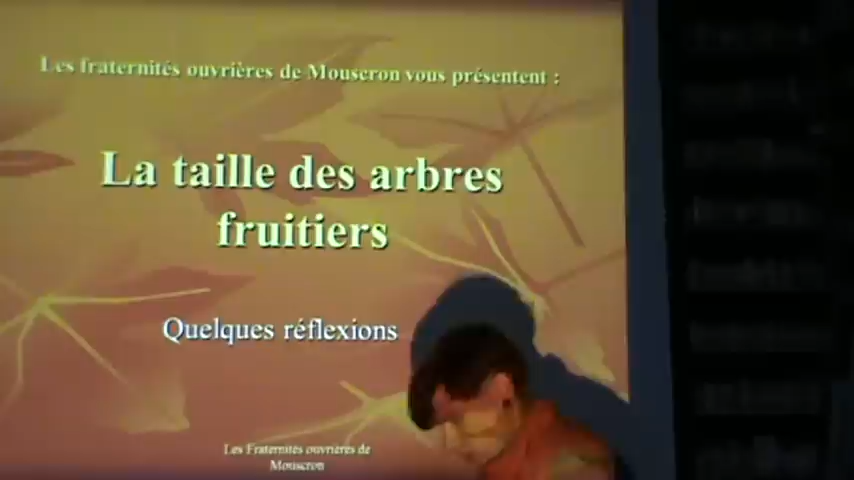 Les fraternités ouvrières de Mouscron vous présentent :
La taille des arbres
fruitiers
Quelques réflexions
Les Fraternités ouvrières de
Mouscron